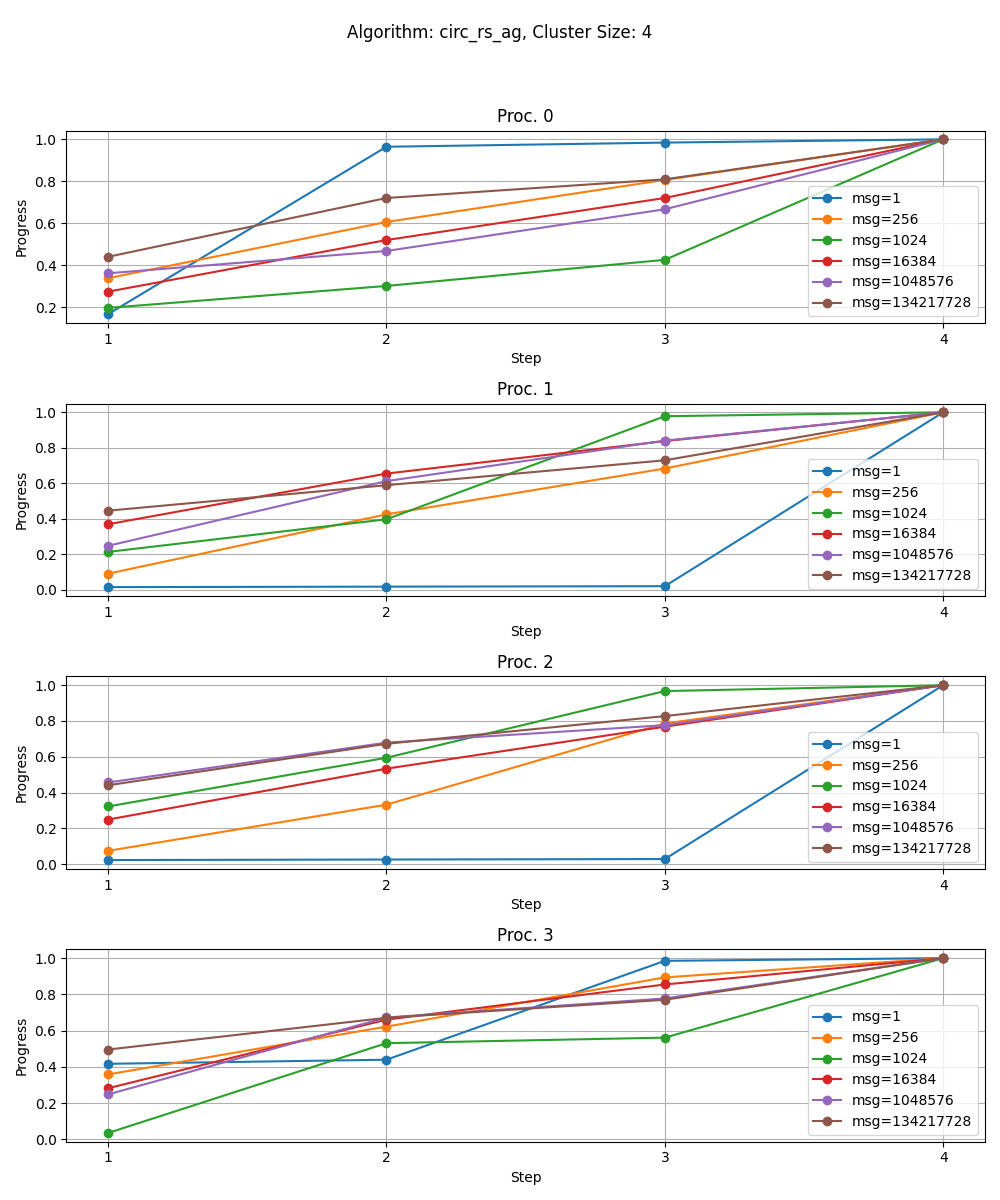 Algorithm: circ_rs_ag, Cluster Size: 4
Proc. 0
1.0
0.8
0.6
0.4
0.2
Progress
msg=1
msg=256
msg=1024
msg=16384
msg=1048576
msg=134217728
1 2 3 4
Step
Proc. 1
1.0
0.8
0.6
0.4
0.2
0.0
Progress
msg=1
msg=256
msg=1024
msg=16384
msg=1048576
msg=134217728
1 2 3 4
Step
Proc. 2
1.0
0.8
0.6
0.4
0.2
0.0
Progress
msg=1
msg=256
msg=1024
msg=16384
msg=1048576
msg=134217728
1 2 3 4
Step
Proc. 3
1.0
0.8
0.6
0.4
0.2
0.0
Progress
msg=1
msg=256
msg=1024
msg=16384
msg=1048576
msg=134217728
1 2 3 4
Step